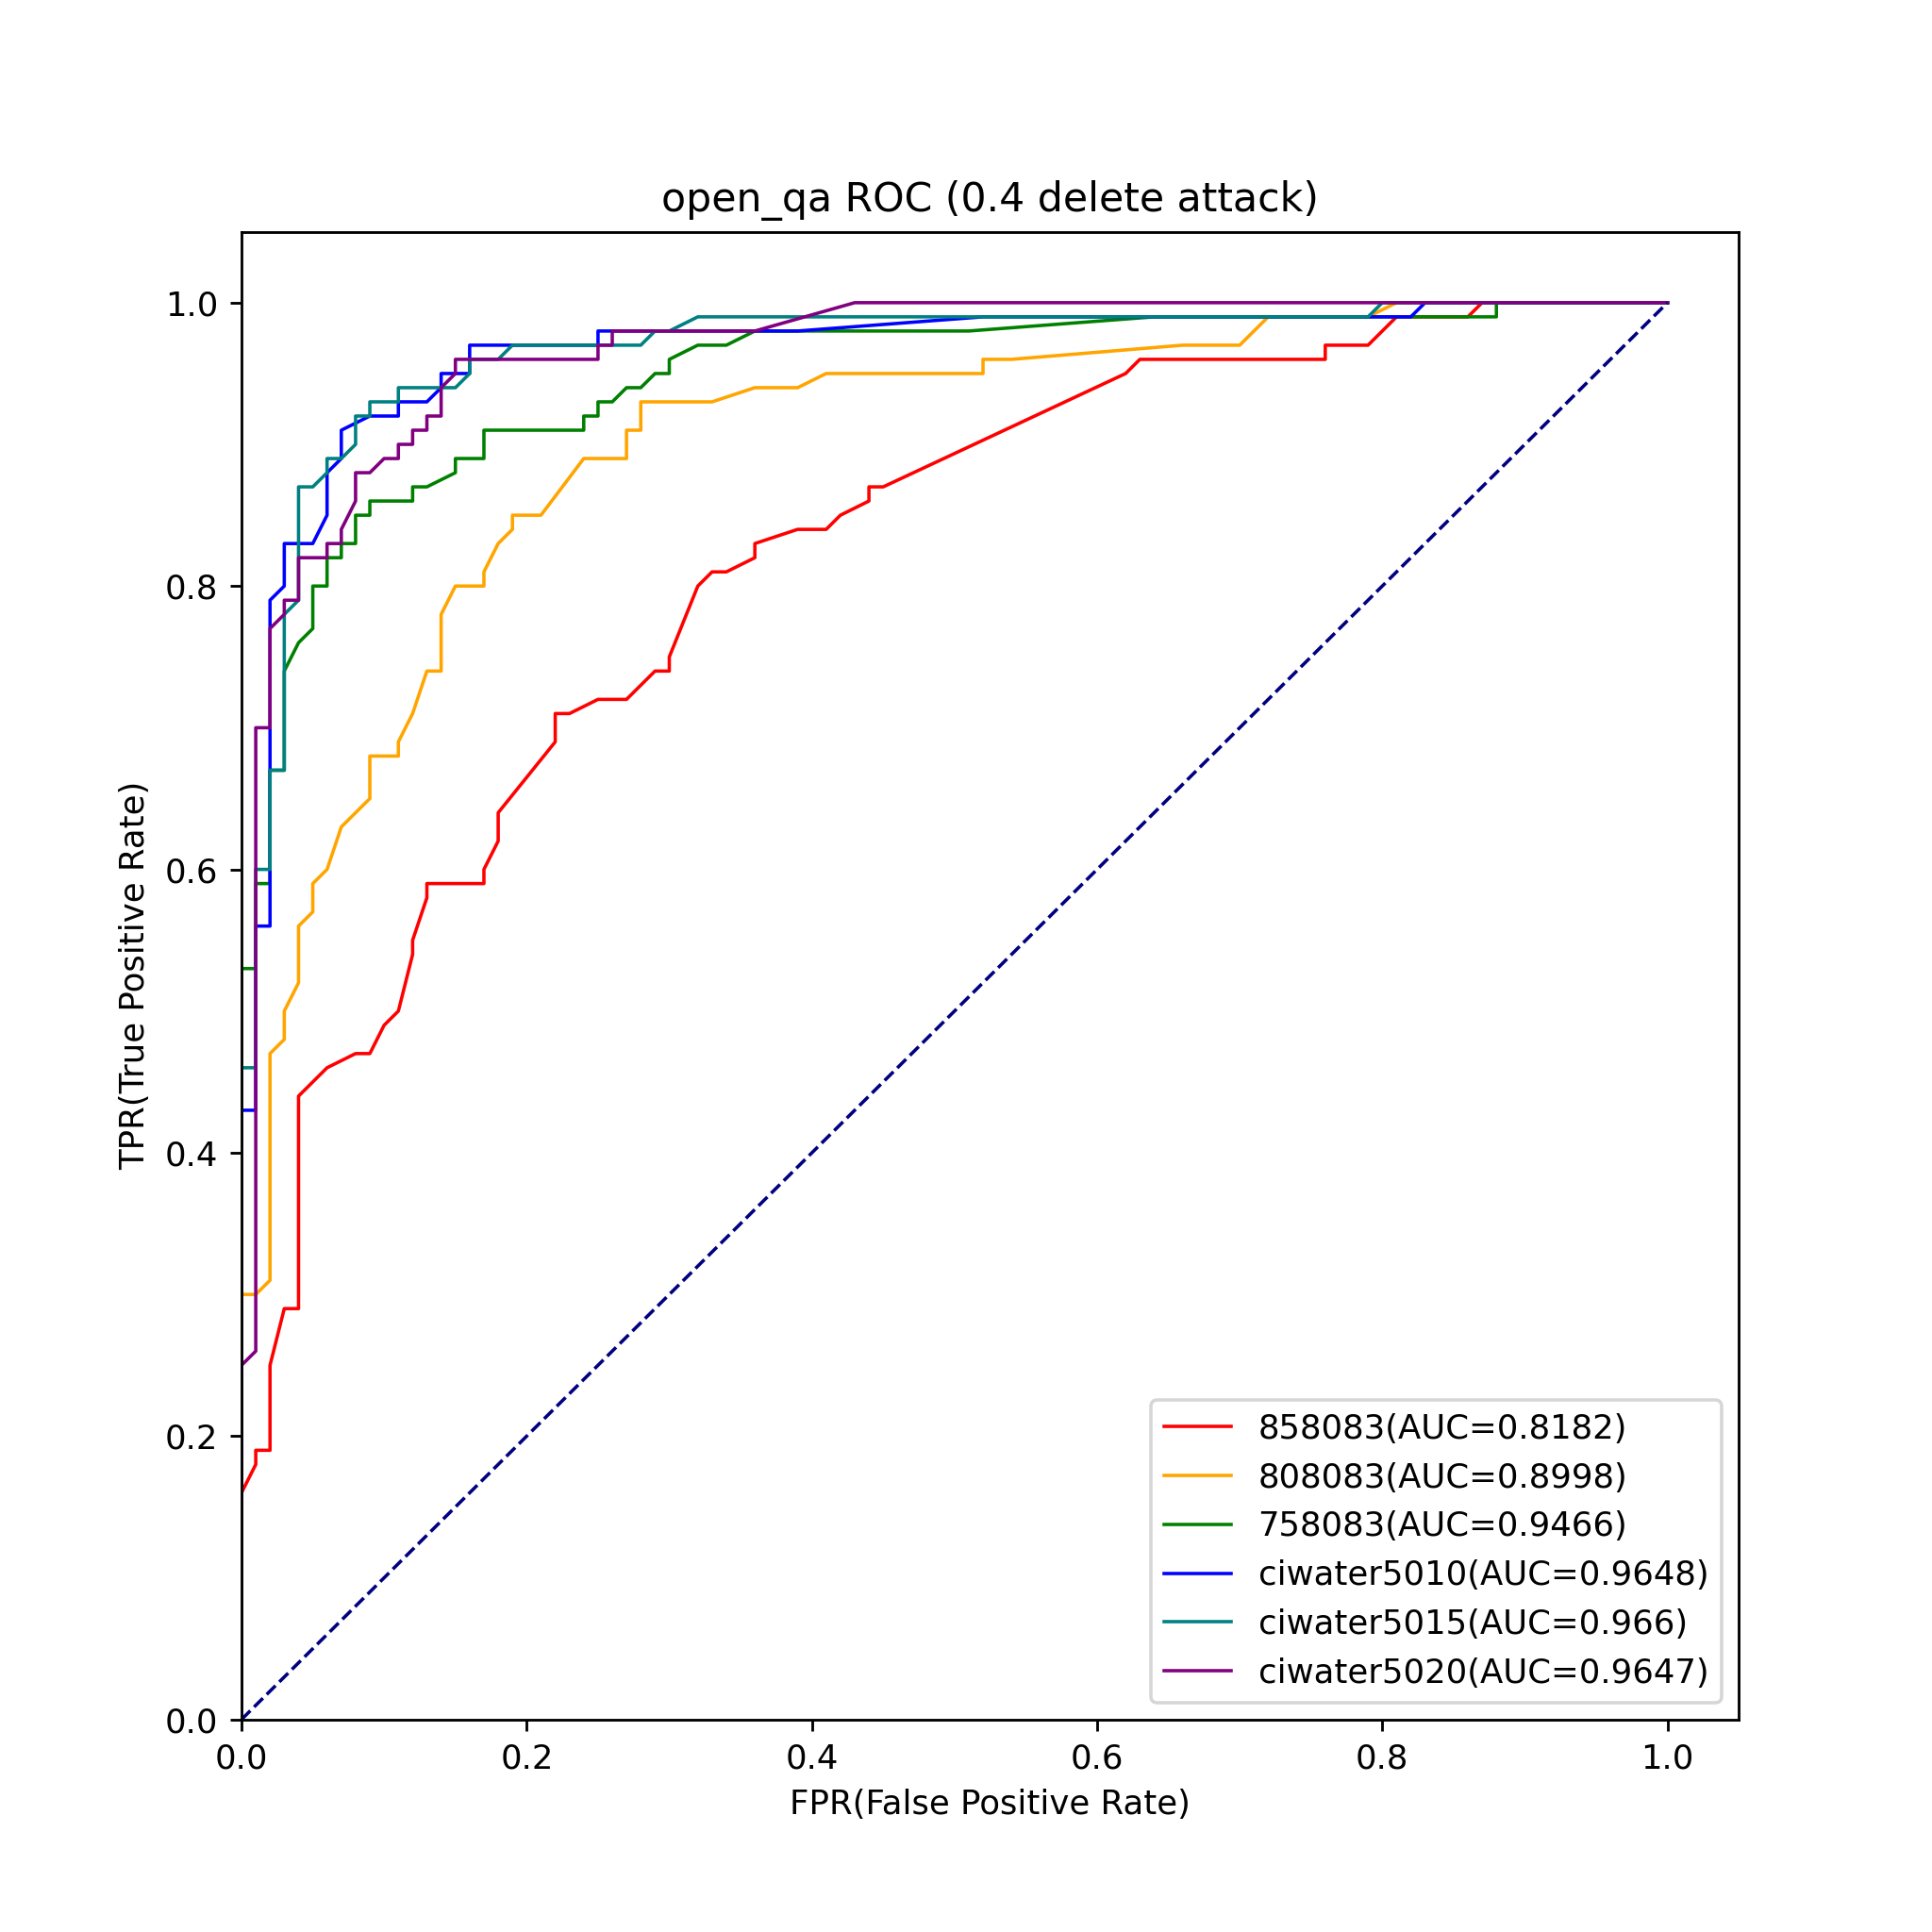 open_qa ROC (0.4 delete attack)
TPR(True Positive Rate)
1.0
0.8
0.6
0.4
0.2
0.0
0.0 0.2 0.4 0.6 0.8 1.0
FPR(False Positive Rate)
858083(AUC=0.8182)
808083(AUC=0.8998)
758083(AUC=0.9466)
ciwater5010(AUC=0.9648)
ciwater5015(AUC=0.966)
ciwater5020(AUC=0.9647)